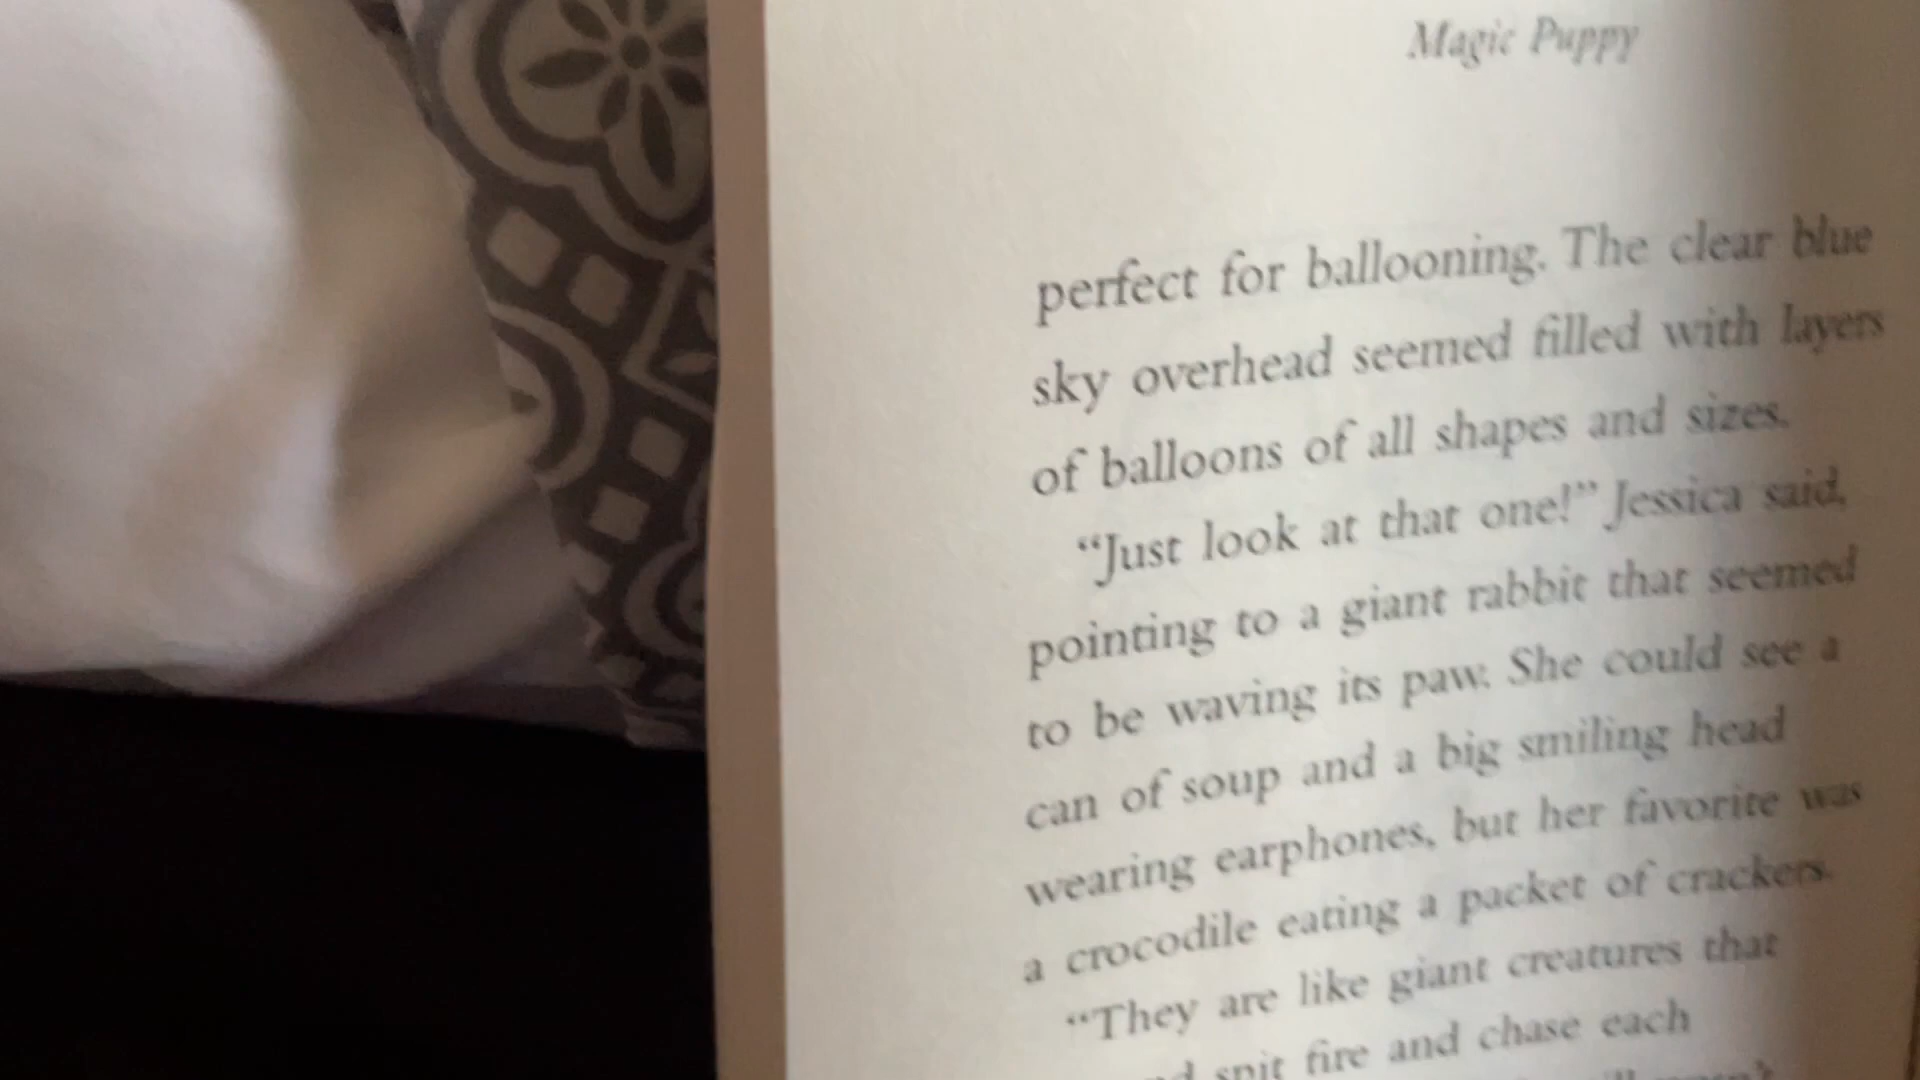 Magic Puppy
perfect for ballooning. The clear blue
sky overhead seemed filled with layers
of balloons of all shapes and sizes.
“Just look at that one!” Jessica said,
pointing to a giant rabbit that seemed
to be waving its paw. She could see a
can of soup and a big smiling head
wearing earphones, but her favorite was
a crocodile eating a packet of crackers.
“They are like giant creatures that
spit fire and chase each